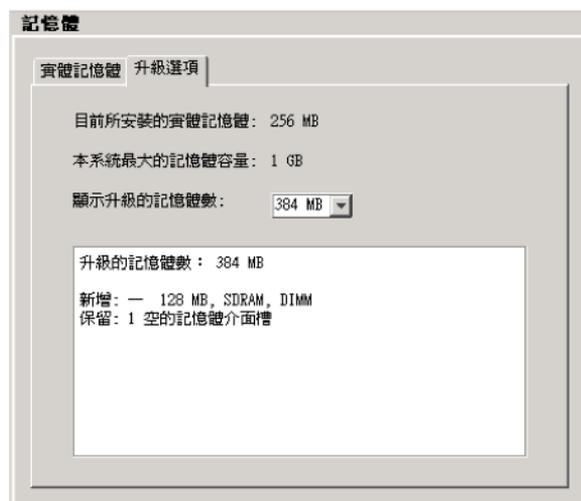 記憶體
實體記憶體 升級選項
目前所安裝的實體記憶體: 256 MB
本系統最大的記憶體容量: 1 GB
顯示升級的記憶體數: 384 MB
升級的記憶體數： 384 MB
新增: 一 128 MB, SDRAM, DIMM
保留: 1 空的記憶體介面槽